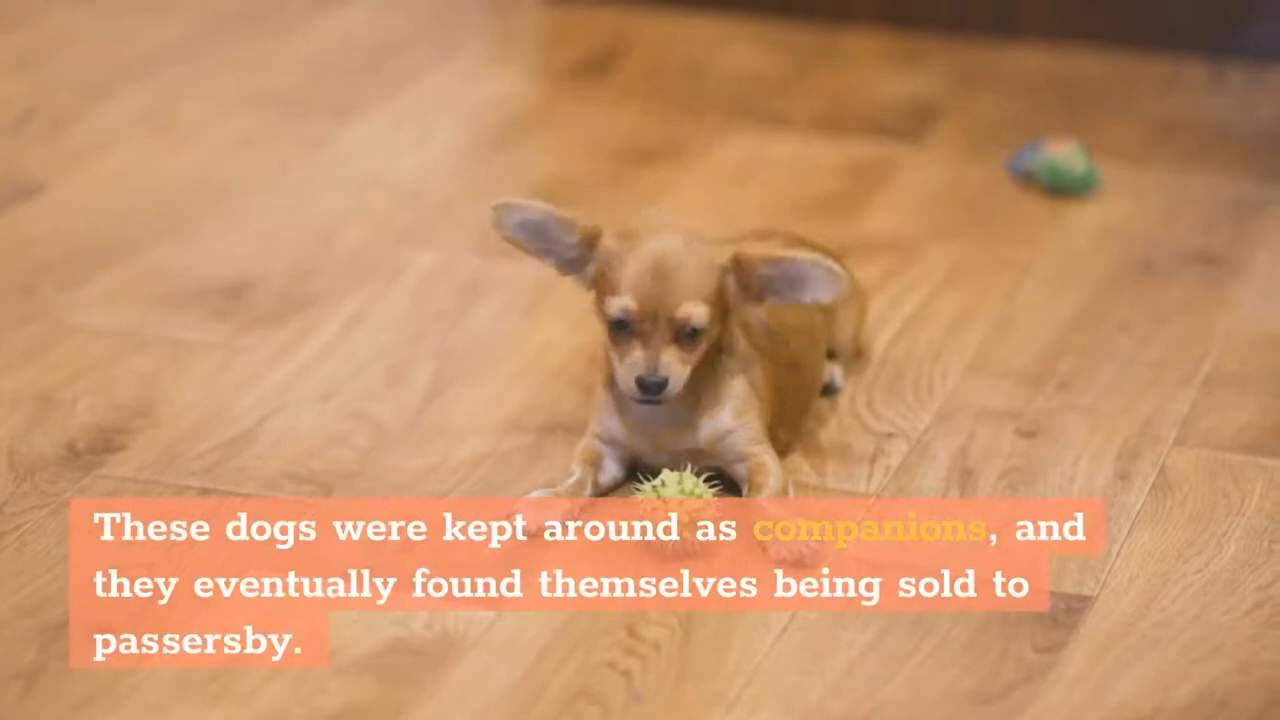 These dogs were kept around as companions, and
they eventually found themselves being sold to
passersby.